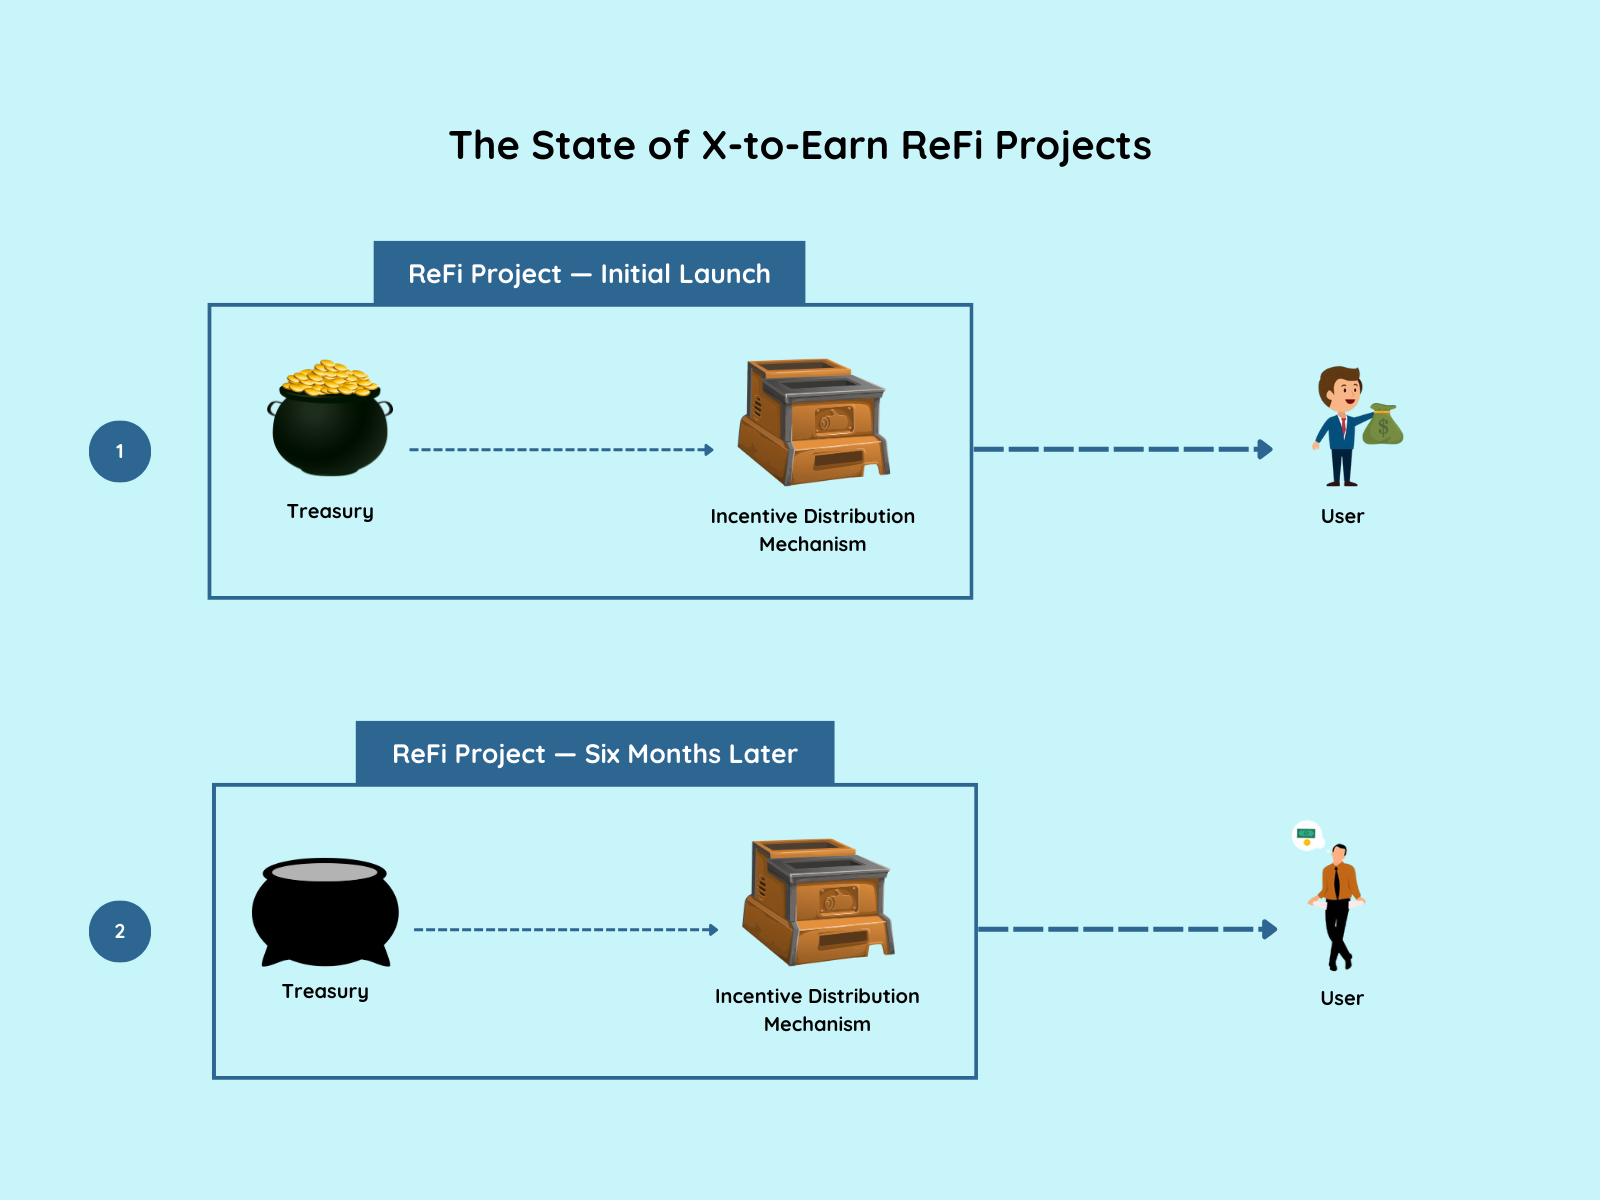 The State of X-to-Earn ReFi Projects
ReFi Project — Initial Launch
1
Treasury
Incentive Distribution
Mechanism
User
$
ReFi Project — Six Months Later
2
Treasury
Incentive Distribution
Mechanism
User